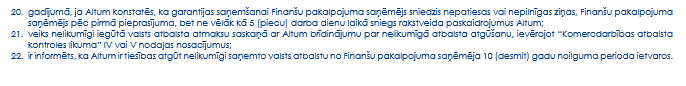 20. gadījumā, ja Altum konstatēs, ka garantijas saņemšanai Finanšu pakalpojuma saņēmējs sniedzis nepatiesas vai nepilnīgas ziņas, Finanšu pakalpojuma
saņēmējs pēc pirmā pieprasījuma, bet ne vēlāk kā 5 (piecu) darba dienu laikā sniegs rakstveida paskaidrojumus Altum;
21. veiks nelikumīgi iegūtā valsts atbalsta atmaksu saskaņā ar Altum brīdinājumu par nelikumīgā atbalsta atgūšanu, ievērojot “Komercdarbības atbalsta
kontroles likuma” IV vai V nodaļas nosacījumus;
22. ir informēts, ka Altum ir tiesības atgūt nelikumīgi saņemto valsts atbalstu no Finanšu pakalpojuma saņēmēja 10 (desmit) gadu noilguma perioda ietvaros.